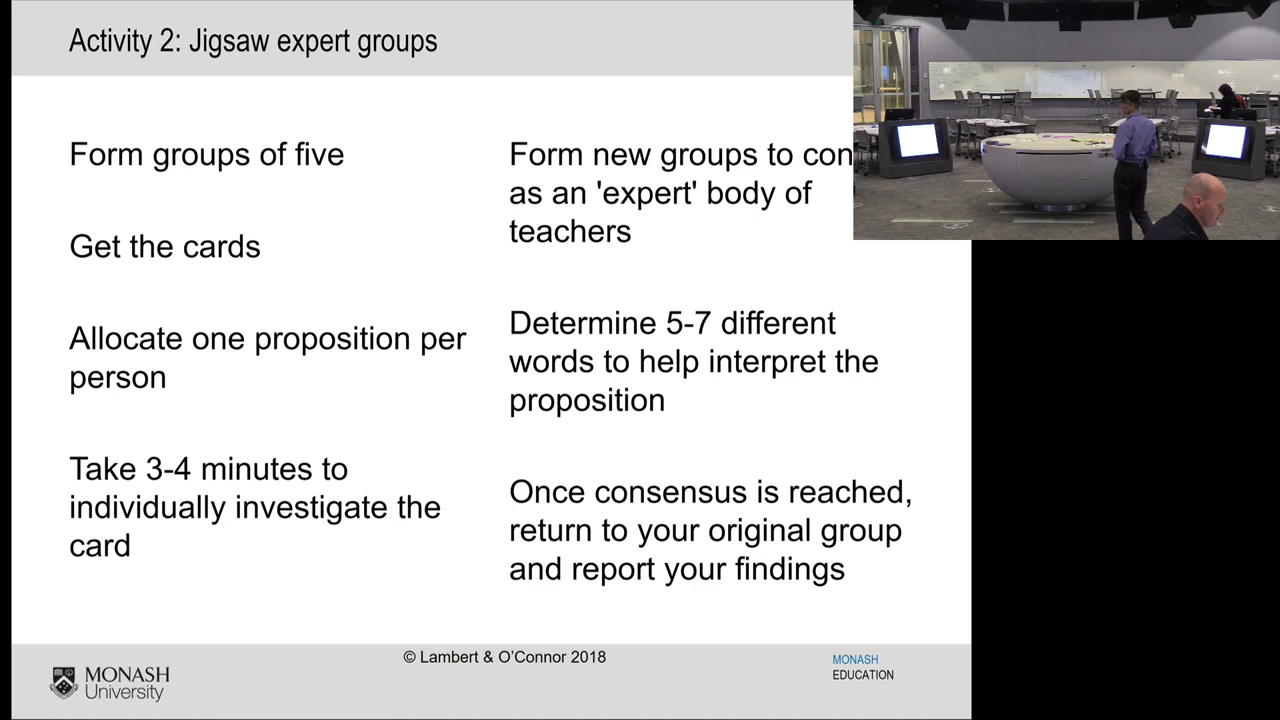 Activity 2: Jigsaw expert groups
Form groups of five
Get the cards
Allocate one proposition per
person
Take 3-4 minutes to
individually investigate the
card
Form new groups to con
as an 'expert' body of
teachers
Determine 5-7 different
words to help interpret the
proposition
Once consensus is reached,
return to your original group
and report your findings
© Lambert & O'Connor 2018
MONASH
University
MONASH
EDUCATION